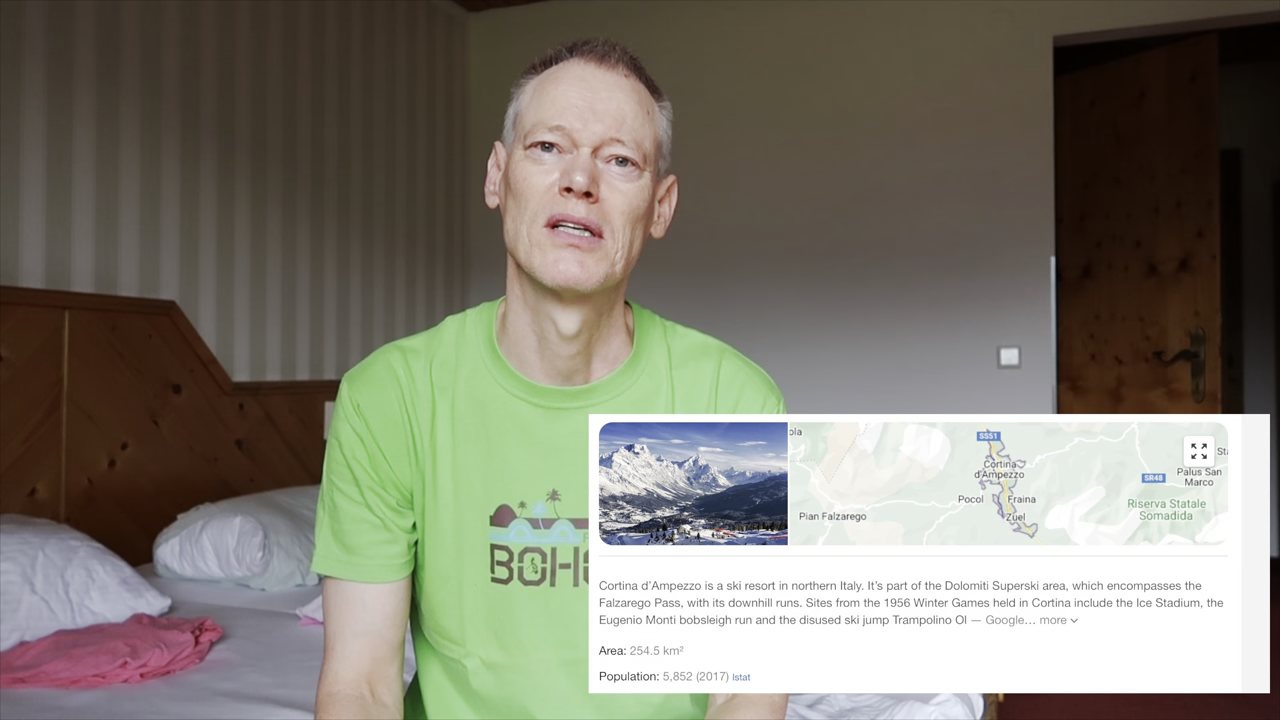 BOHO
ola
SS51
Cortina
d'Ampezzo
SR48
Palus San
Marco
Pocol
Fraina
Pian Falzarego
Zuel
Riserva Statale
Somadida
Cortina d'Ampezzo is a ski resort in northern Italy. It's part of the Dolomiti Superski area, which encompasses the
Falzarego Pass, with its downhill runs. Sites from the 1956 Winter Games held in Cortina include the Ice Stadium, the
Eugenio Monti bobsleigh run and the disused ski jump Trampolino Ol — Google… more
Area: 254.5 km²
Population: 5,852 (2017) Istat